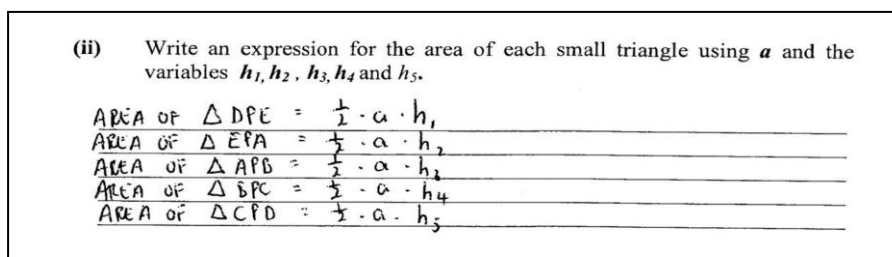 (ii) Write an expression for the area of each small triangle using a and the
variables h₁, h₂ , h₃, h₄ and h₅.
AREA OF △ DPE = ½ . a . h₁
AREA OF △ EPA = ½ . a . h₂
AREA OF △ APB = ½ . a . h₃
AREA OF △ BPC = ½ . a . h₄
AREA OF △ CPD = ½ . a . h₅